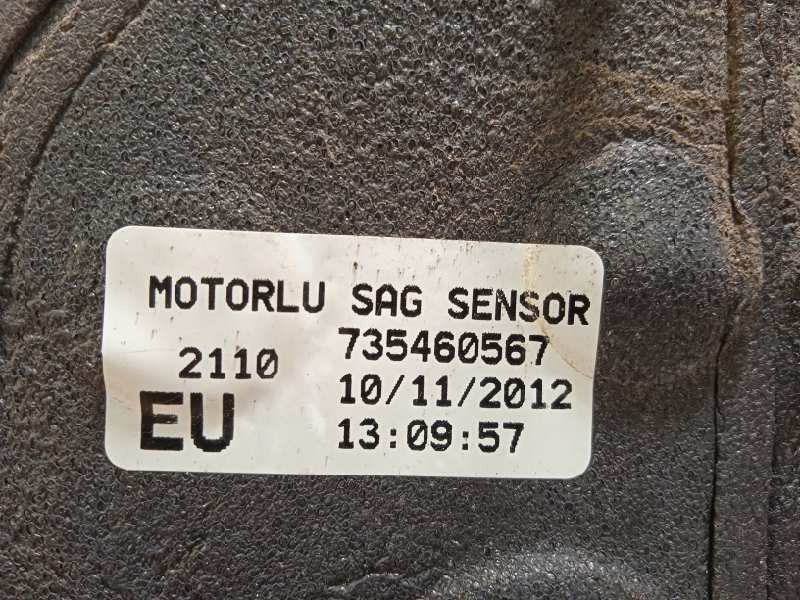 MOTORLU SAG SENSOR
735460567
2110
10/11/2012
EU
13:09:57